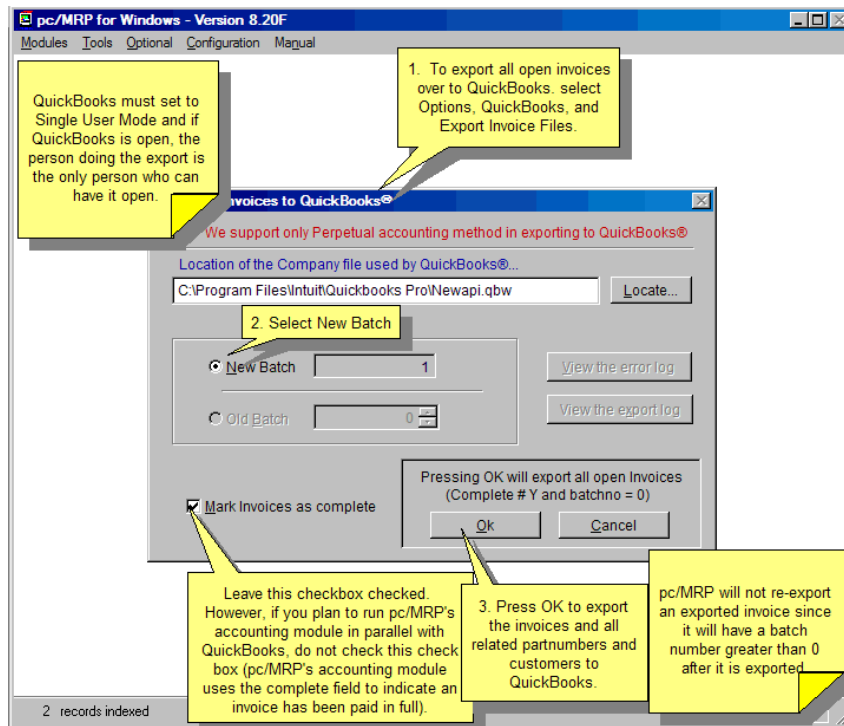 pc/MRP for Windows - Version 8.20F
Modules Tools Optional Configuration Manual
QuickBooks must set to
Single User Mode and if
QuickBooks is open, the
person doing the export is
the only person who can
have it open.
1. To export all open invoices
over to QuickBooks. select
Options, QuickBooks, and
Export Invoice Files.
nvoices to QuickBooks®
We support only Perpetual accounting method in exporting to QuickBooks®
Location of the Company file used by QuickBooks®...
C:\Program Files\Intuit\Quickbooks Pro\Newapi.qbw
Locate...
2. Select New Batch
New Batch 1
View the error log
Old Batch 0
View the export log
Pressing OK will export all open Invoices
(Complete # Y and batchno = 0)
Mark Invoices as complete
Ok Cancel
Leave this checkbox checked.
However, if you plan to run pc/MRP's
accounting module in parallel with
QuickBooks, do not check this check
box (pc/MRP's accounting module
uses the complete field to indicate an
invoice has been paid in full).
3. Press OK to export
the invoices and all
related partnumbers and
customers to
QuickBooks.
pc/MRP will not re-export
an exported invoice since
it will have a batch
number greater than 0
after it is exported
2 records indexed